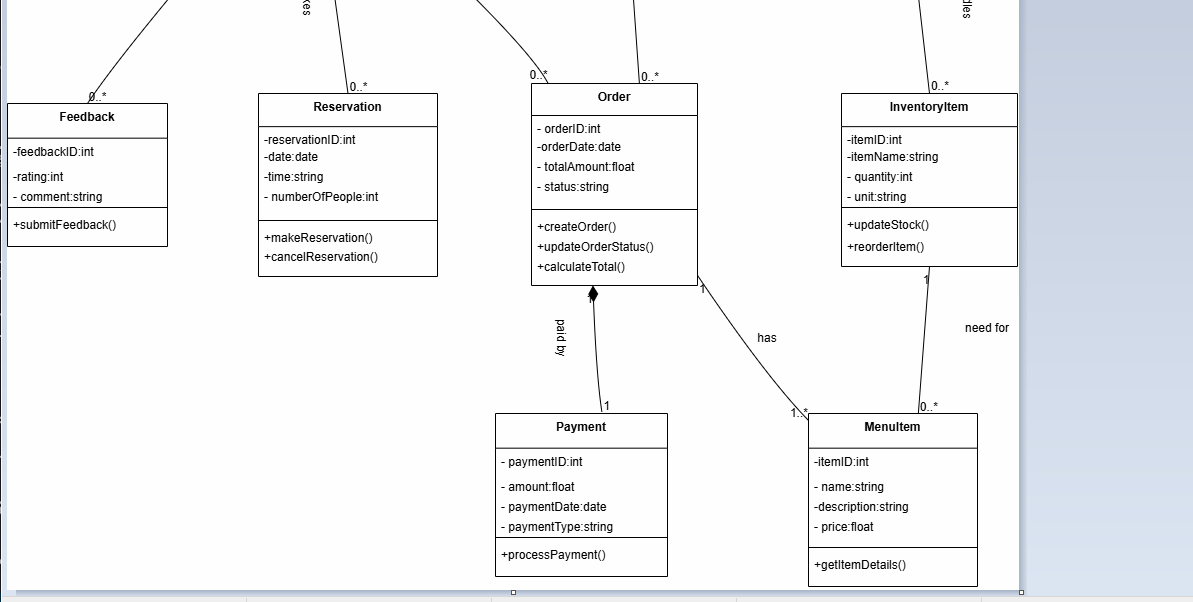 0..*
Feedback
-feedbackID:int
-rating:int
- comment:string
+submitFeedback()
0..*
Reservation
-reservationID:int
-date:date
-time:string
- numberOfPeople:int
+makeReservation()
+cancelReservation()
0..*
0..*
Order
- orderID:int
-orderDate:date
- totalAmount:float
- status:string
+createOrder()
+updateOrderStatus()
+calculateTotal()
0..*
InventoryItem
-itemID:int
-itemName:string
- quantity:int
- unit:string
+updateStock()
+reorderItem()
1
paid by
1
1
has
1..*
1
need for
0..*
Payment
- paymentID:int
- amount:float
- paymentDate:date
- paymentType:string
+processPayment()
MenuItem
-itemID:int
- name:string
-description:string
- price:float
+getItemDetails()